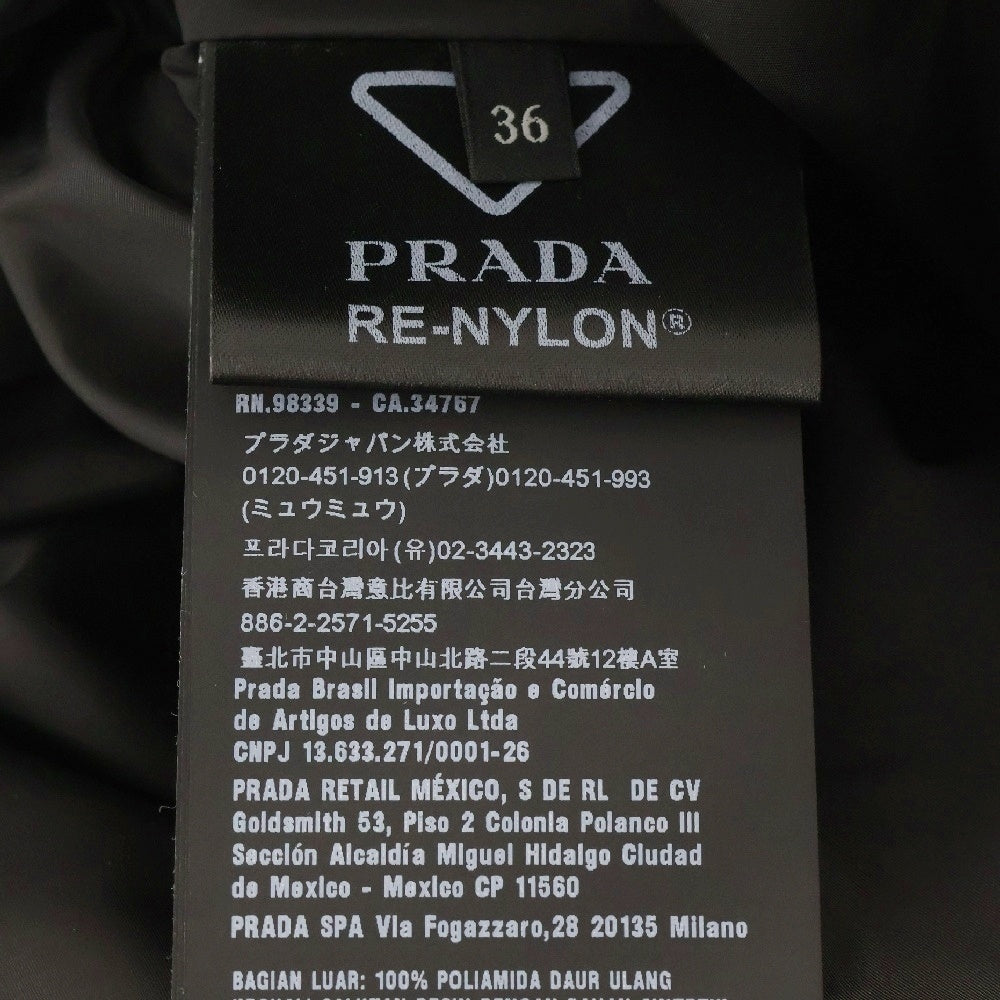 36
PRADA
RE-NYLON®
RN.98339 - CA.34767
プラダジャパン株式会社
0120-451-913(プラダ)0120-451-993
(ミュウミュウ)
프라다코리아(유)02-3443-2323
香港商台灣意比有限公司台灣分公司
886-2-2571-5255
臺北市中山區中山北路二段44號12樓A室
Prada Brasil Importação e Comércio
de Artigos de Luxo Ltda
CNPJ 13.633.271/0001-26
PRADA RETAIL MÉXICO, S DE RL DE CV
Goldsmith 53, Piso 2 Colonia Polanco III
Sección Alcaldía Miguel Hidalgo Ciudad
de Mexico - Mexico CP 11560
PRADA SPA Via Fogazzaro,28 20135 Milano
BAGIAN LUAR: 100% POLIAMIDA DAUR ULANG